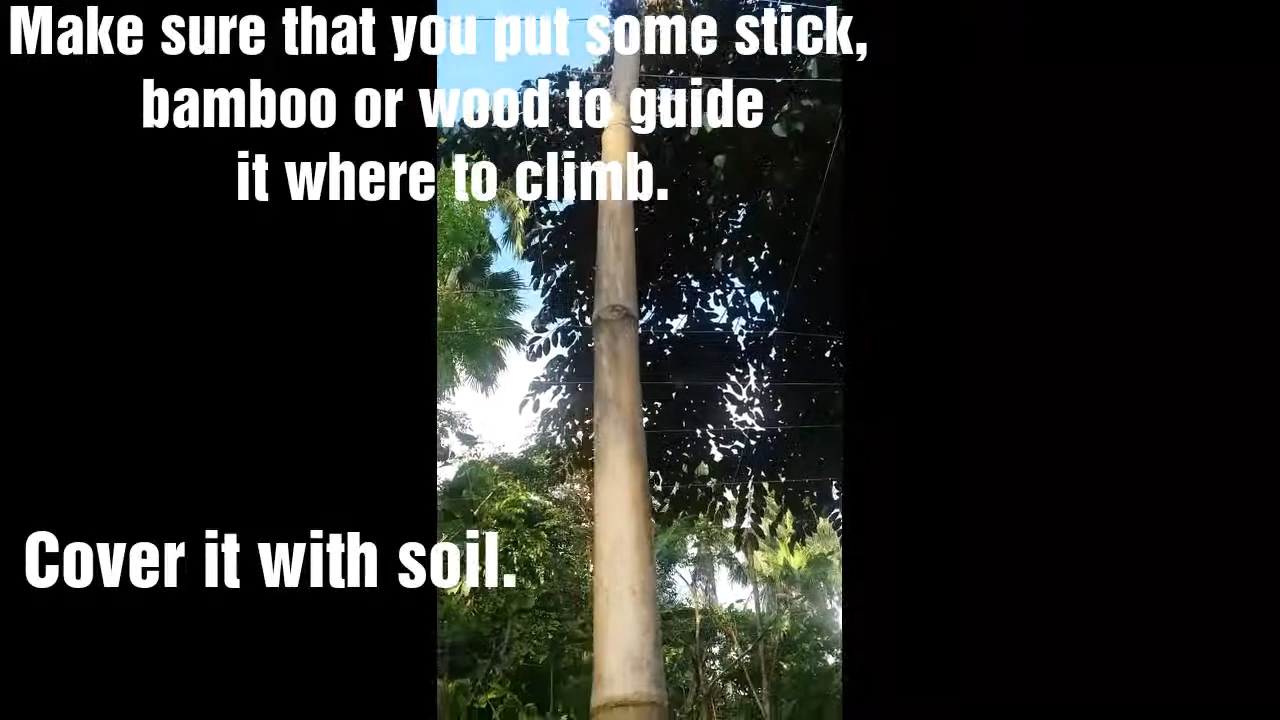 Make sure that you put some stick,
bamboo or wood to guide
it where to climb.
Cover it with soil.